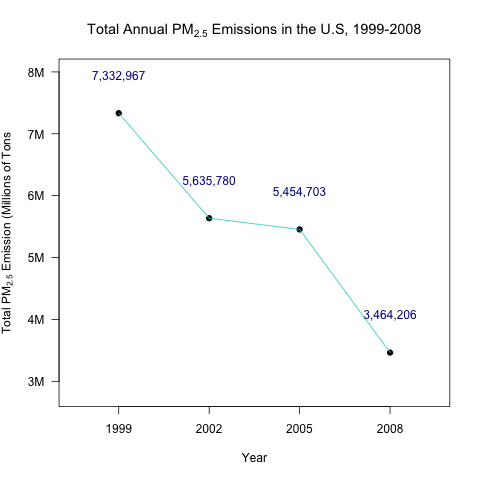 Total Annual PM2.5 Emissions in the U.S, 1999-2008
8M
7,332,967
7M
5,635,780
5,454,703
6M
5M
3,464,206
4M
3M
Total PM2.5 Emission (Millions of Tons
1999 2002 2005 2008
Year